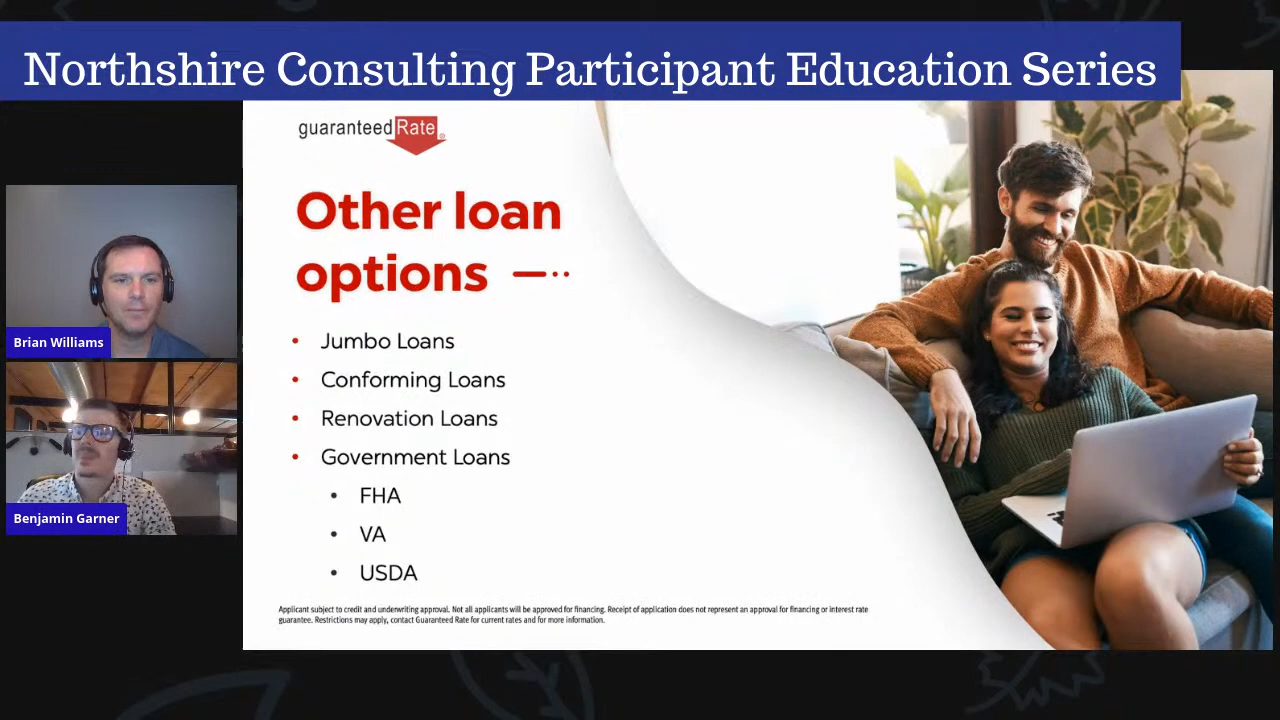 Northshire Consulting Participant Education Series
guaranteed Rate
Other loan
options
• Jumbo Loans
• Conforming Loans
• Renovation Loans
• Government Loans
• FHA
• VA
• USDA
Applicant subject to credit and underwriting approval. Not all applicants will be approved for financing. Receipt of application does not represent an approval for financing or interest rate
guarantee. Restrictions may apply, contact Guaranteed Rate for current rates and for more information.
Brian Williams
Benjamin Garner